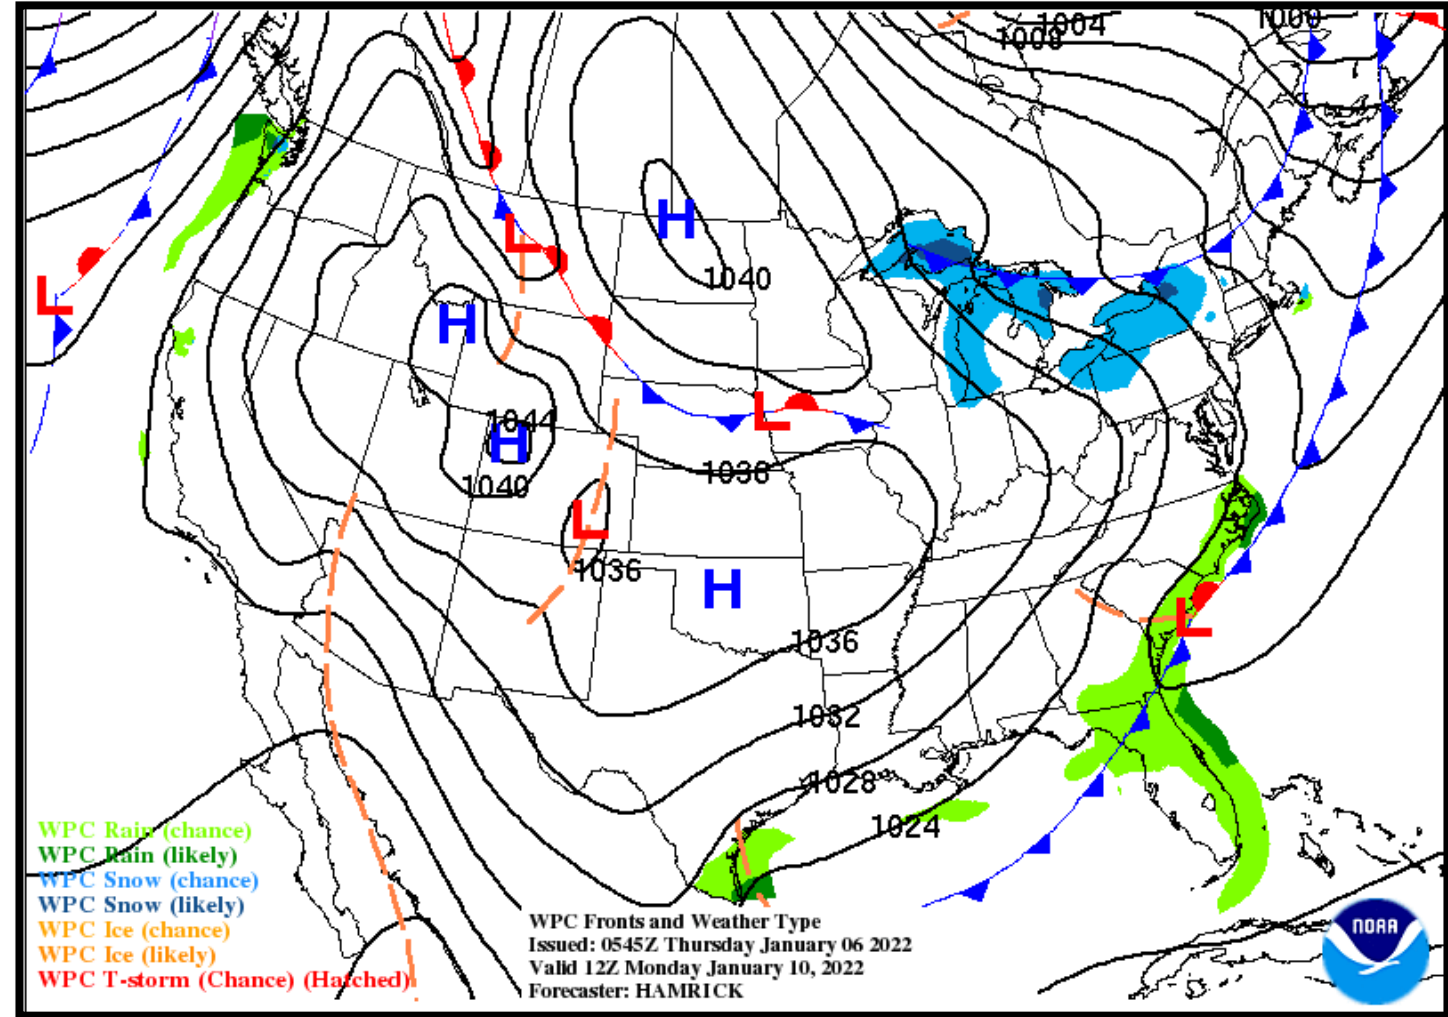 1004
1000
1008
H
L
1040
L
H
1044
L
H
1036
1040
L
1036
H
L
1036
1032
1028
1024
WPC Rain (chance)
WPC Rain (likely)
WPC Snow (chance)
WPC Snow (likely)
WPC Ice (chance)
WPC Ice (likely)
WPC T-storm (Chance) (Hatched)
WPC Fronts and Weather Type
Issued: 0545Z Thursday January 06 2022
Valid 12Z Monday January 10, 2022
Forecaster: HAMRICK
NOAA